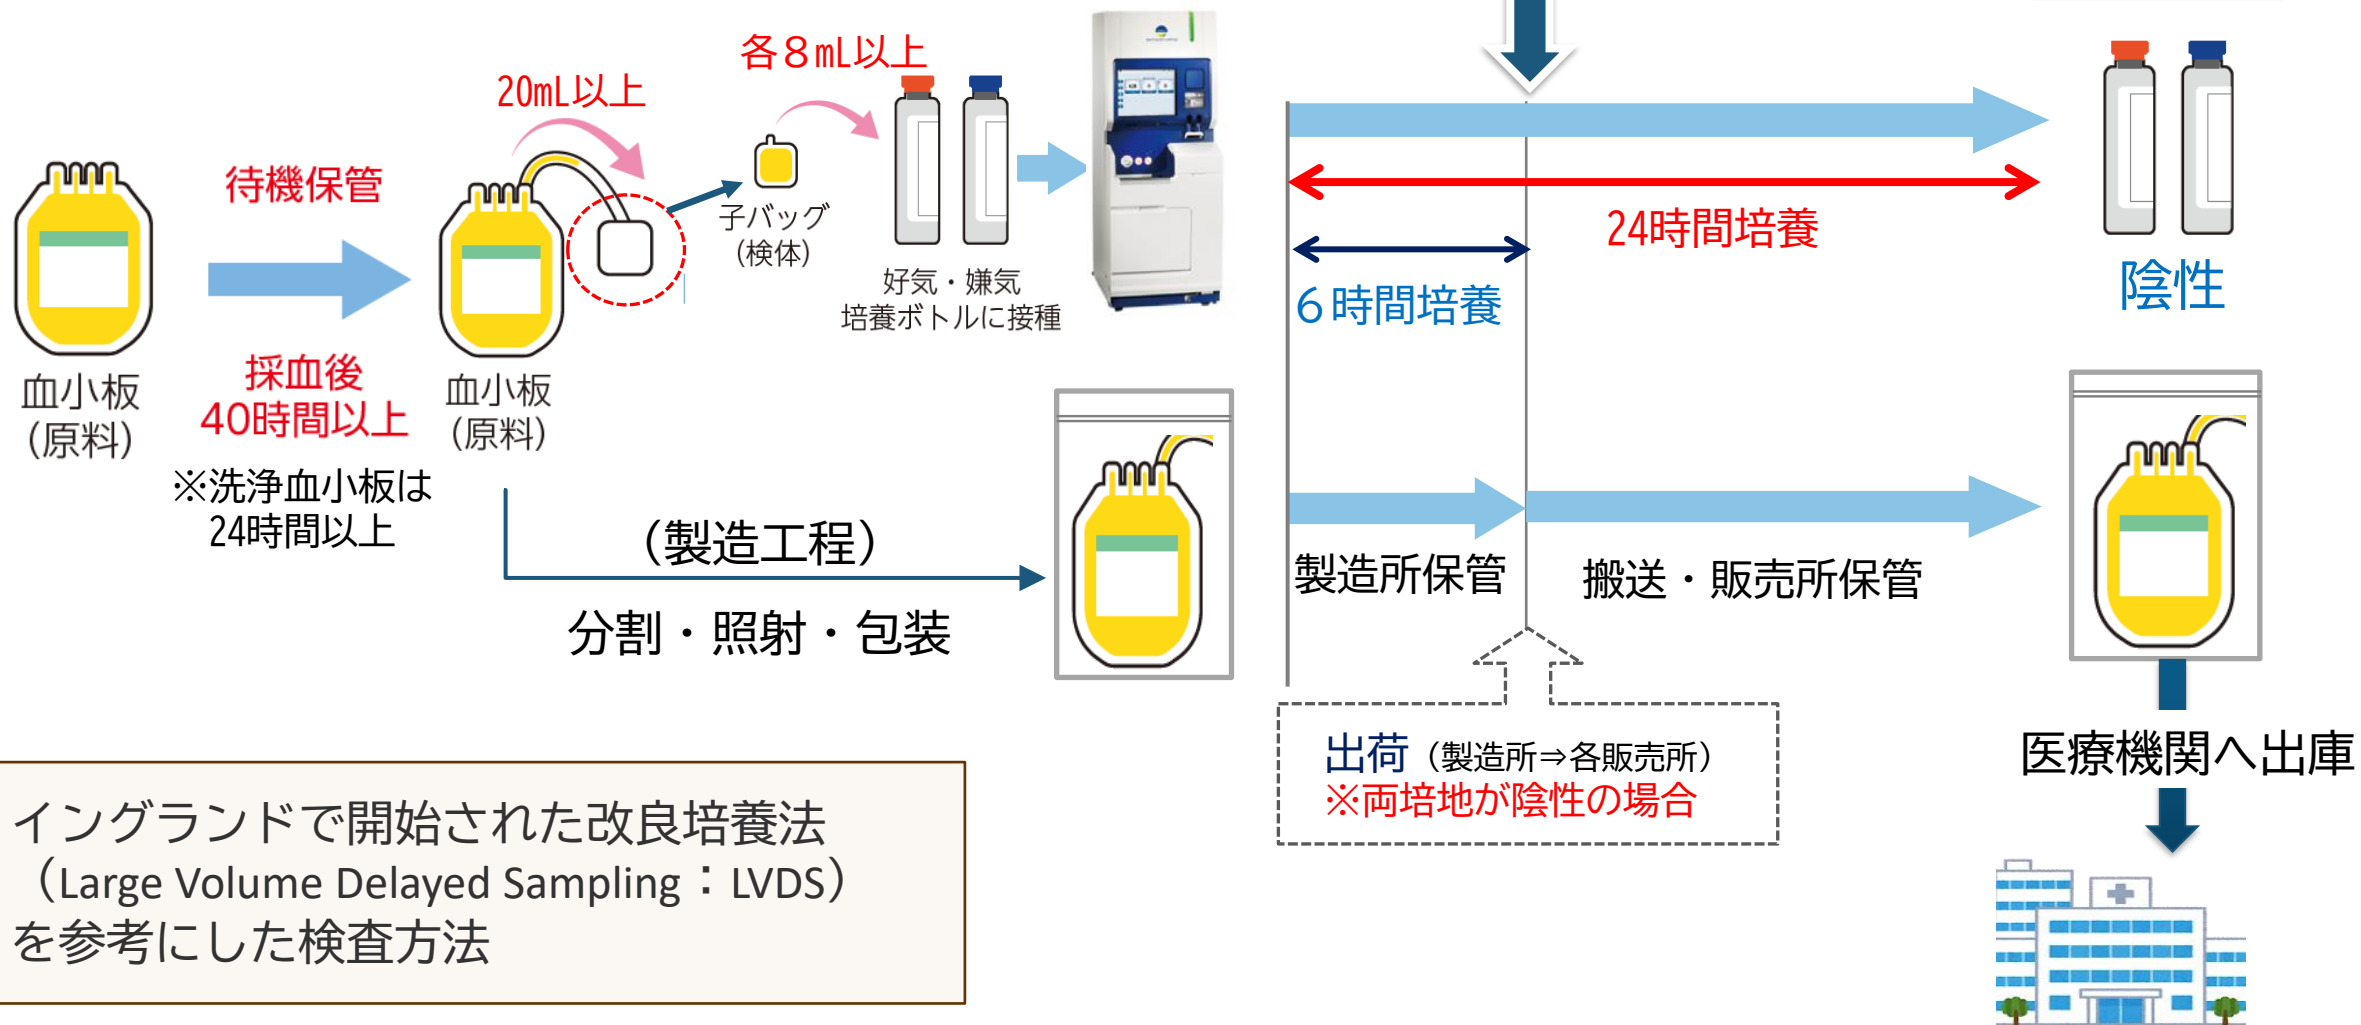 各８㎖以上
20㎖以上
待機保管
子バッグ
(検体)
好気・嫌気
培養ボトルに接種
採血後
40時間以上
血小板
(原料)
血小板
(原料)
※洗浄血小板は
24時間以上
（製造工程）
分割・照射・包装
24時間培養
６時間培養
陰性
製造所保管
搬送・販売所保管
出荷（製造所⇒各販売所）
※両培地が陰性の場合
医療機関へ出庫
イングランドで開始された改良培養法
（Large Volume Delayed Sampling：LVDS）
を参考にした検査方法